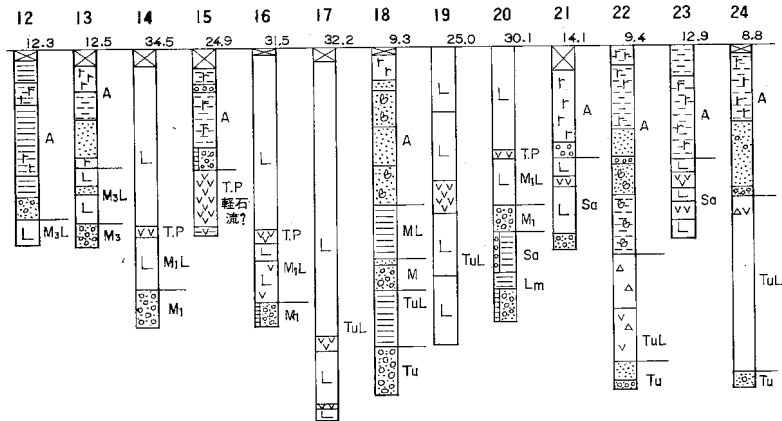 12 13 14 15 16 17 18 19 20 21 22 23 24
12.3 12.5 34.5 24.9 31.5 32.2 9.3 25.0 30.1 14.1 9.4 12.9 8.8
A
M₃L
A
M₃L
M₃
T.P
M₁L
M₁
A
T.P
軽石
流?
T.P
M₁L
M₁
TuL
A
ML
M
TuL
Tu
TuL
T.P
M₁L
M₁
Sa
Lm
A
Sa
A
TuL
Tu
A
Sa
A
TuL
Tu